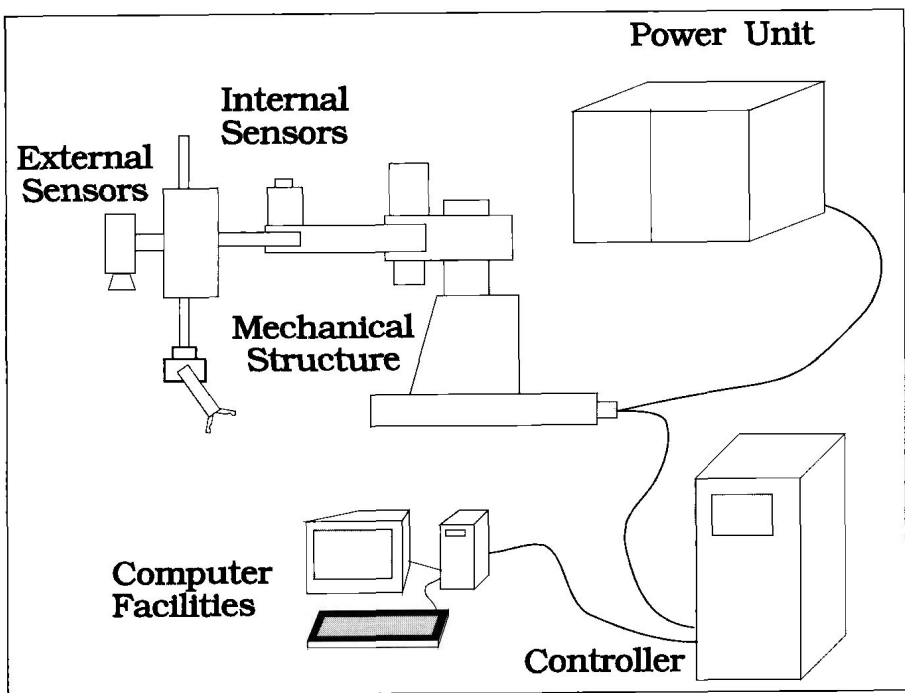 Power Unit
Internal
Sensors
External
Sensors
Mechanical
Structure
Computer
Facilities
Controller